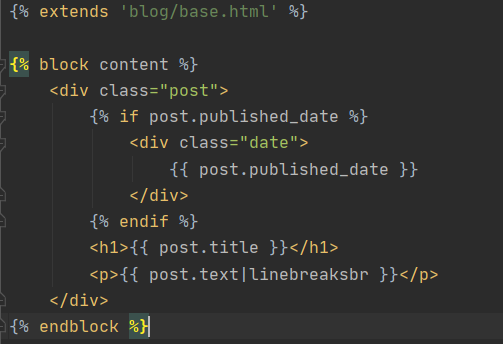 {% extends 'blog/base.html' %}

{% block content %}
    <div class="post">
        {% if post.published_date %}
            <div class="date">
                {{ post.published_date }}
            </div>
        {% endif %}
        <h1>{{ post.title }}</h1>
        <p>{{ post.text|linebreaksbr }}</p>
    </div>
{% endblock %}